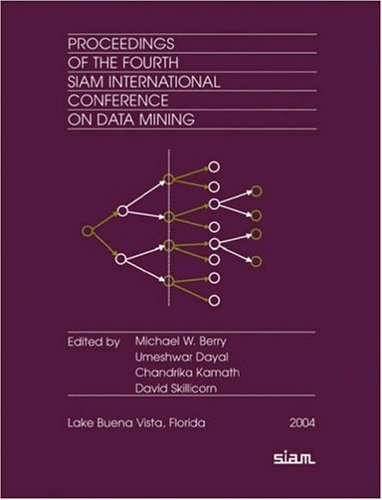 PROCEEDINGS
OF THE FOURTH
SIAM INTERNATIONAL
CONFERENCE
ON DATA MINING
Edited by Michael W. Berry
Umeshwar Dayal
Chandrika Kamath
David Skillicorn
Lake Buena Vista, Florida 2004
siam